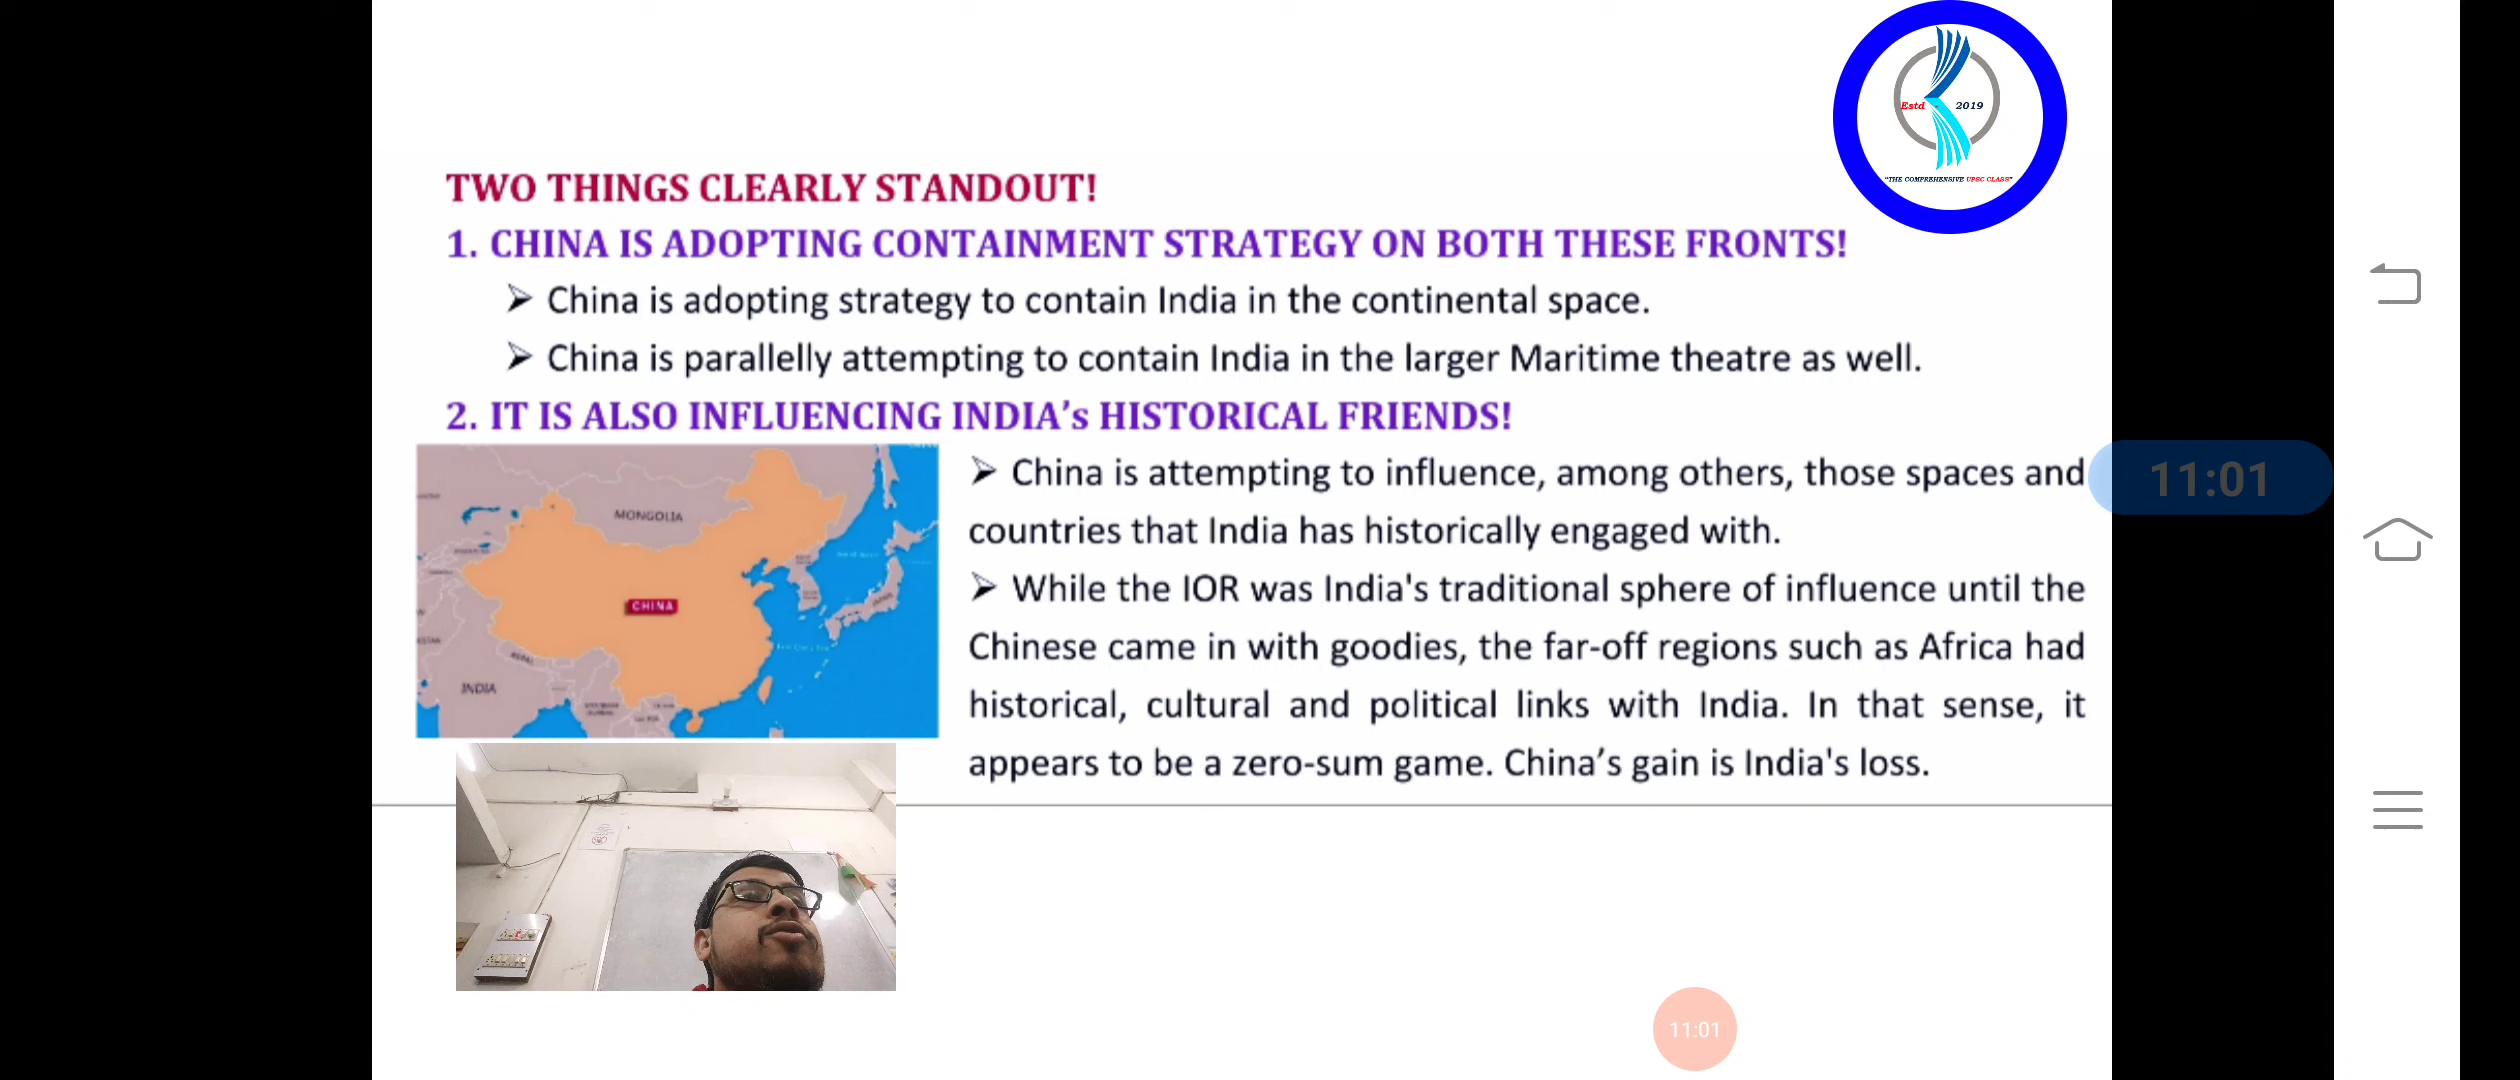 Estd
2019
"THE COMPREHENSIVE UPSC CLASS"
TWO THINGS CLEARLY STANDOUT!
1. CHINA IS ADOPTING CONTAINMENT STRATEGY ON BOTH THESE FRONTS!
➤ China is adopting strategy to contain India in the continental space.
➤ China is parallelly attempting to contain India in the larger Maritime theatre as well.
2. IT IS ALSO INFLUENCING INDIA's HISTORICAL FRIENDS!
➤ China is attempting to influence, among others, those spaces and
countries that India has historically engaged with.
➤ While the IOR was India's traditional sphere of influence until the
Chinese came in with goodies, the far-off regions such as Africa had
historical, cultural and political links with India. In that sense, it
appears to be a zero-sum game. China’s gain is India's loss.
MONGOLIA
CHINA
JAPAN
NEPAL
INDIA
11:01
11:01